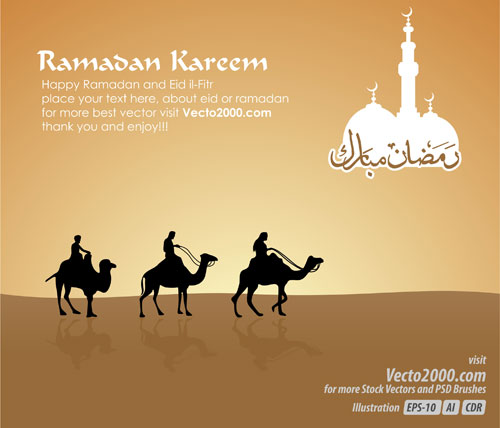 Ramadan Kareem
Happy Ramadan and Eid il-Fitr
place your text here, about eid or ramadan
for more best vector visit Vecto2000.com
thank you and enjoy!!!
رمضان مبارك
visit
Vecto2000.com
for more Stock Vectors and PSD Brushes
Illustration EPS-10 AI CDR